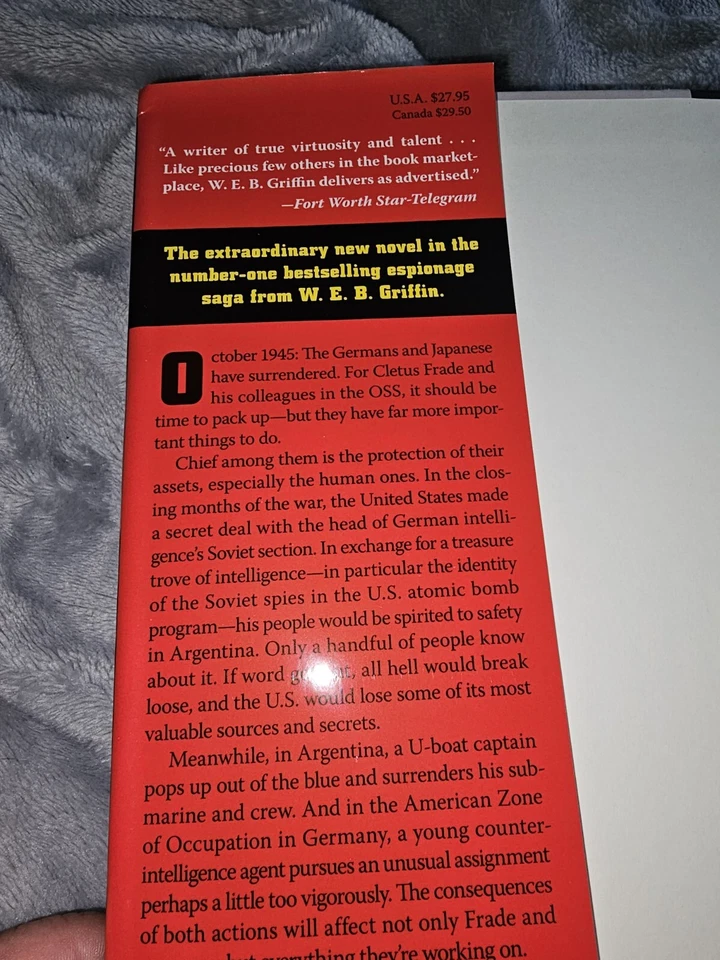 U.S.A. $27.95
Canada $29.50
“A writer of true virtuosity and talent . . .
Like precious few others in the book market-
place, W. E. B. Griffin delivers as advertised.”
—Fort Worth Star-Telegram
The extraordinary new novel in the
number-one bestselling espionage
saga from W. E. B. Griffin.
October 1945: The Germans and Japanese
have surrendered. For Cletus Frade and
his colleagues in the OSS, it should be
time to pack up—but they have far more impor-
tant things to do.
Chief among them is the protection of their
assets, especially the human ones. In the clos-
ing months of the war, the United States made
a secret deal with the head of German intelli-
gence’s Soviet section. In exchange for a treasure
trove of intelligence—in particular the identity
of the Soviet spies in the U.S. atomic bomb
program—his people would be spirited to safety
in Argentina. Only a handful of people know
about it. If word all hell would break
loose, and the U.S. would lose some of its most
valuable sources and secrets.
Meanwhile, in Argentina, a U-boat captain
pops up out of the blue and surrenders his sub-
marine and crew. And in the American Zone
of Occupation in Germany, a young counter-
intelligence agent pursues an unusual assignment
perhaps a little too vigorously. The consequences
of both actions will affect not only Frade and
but everything they’re working on.